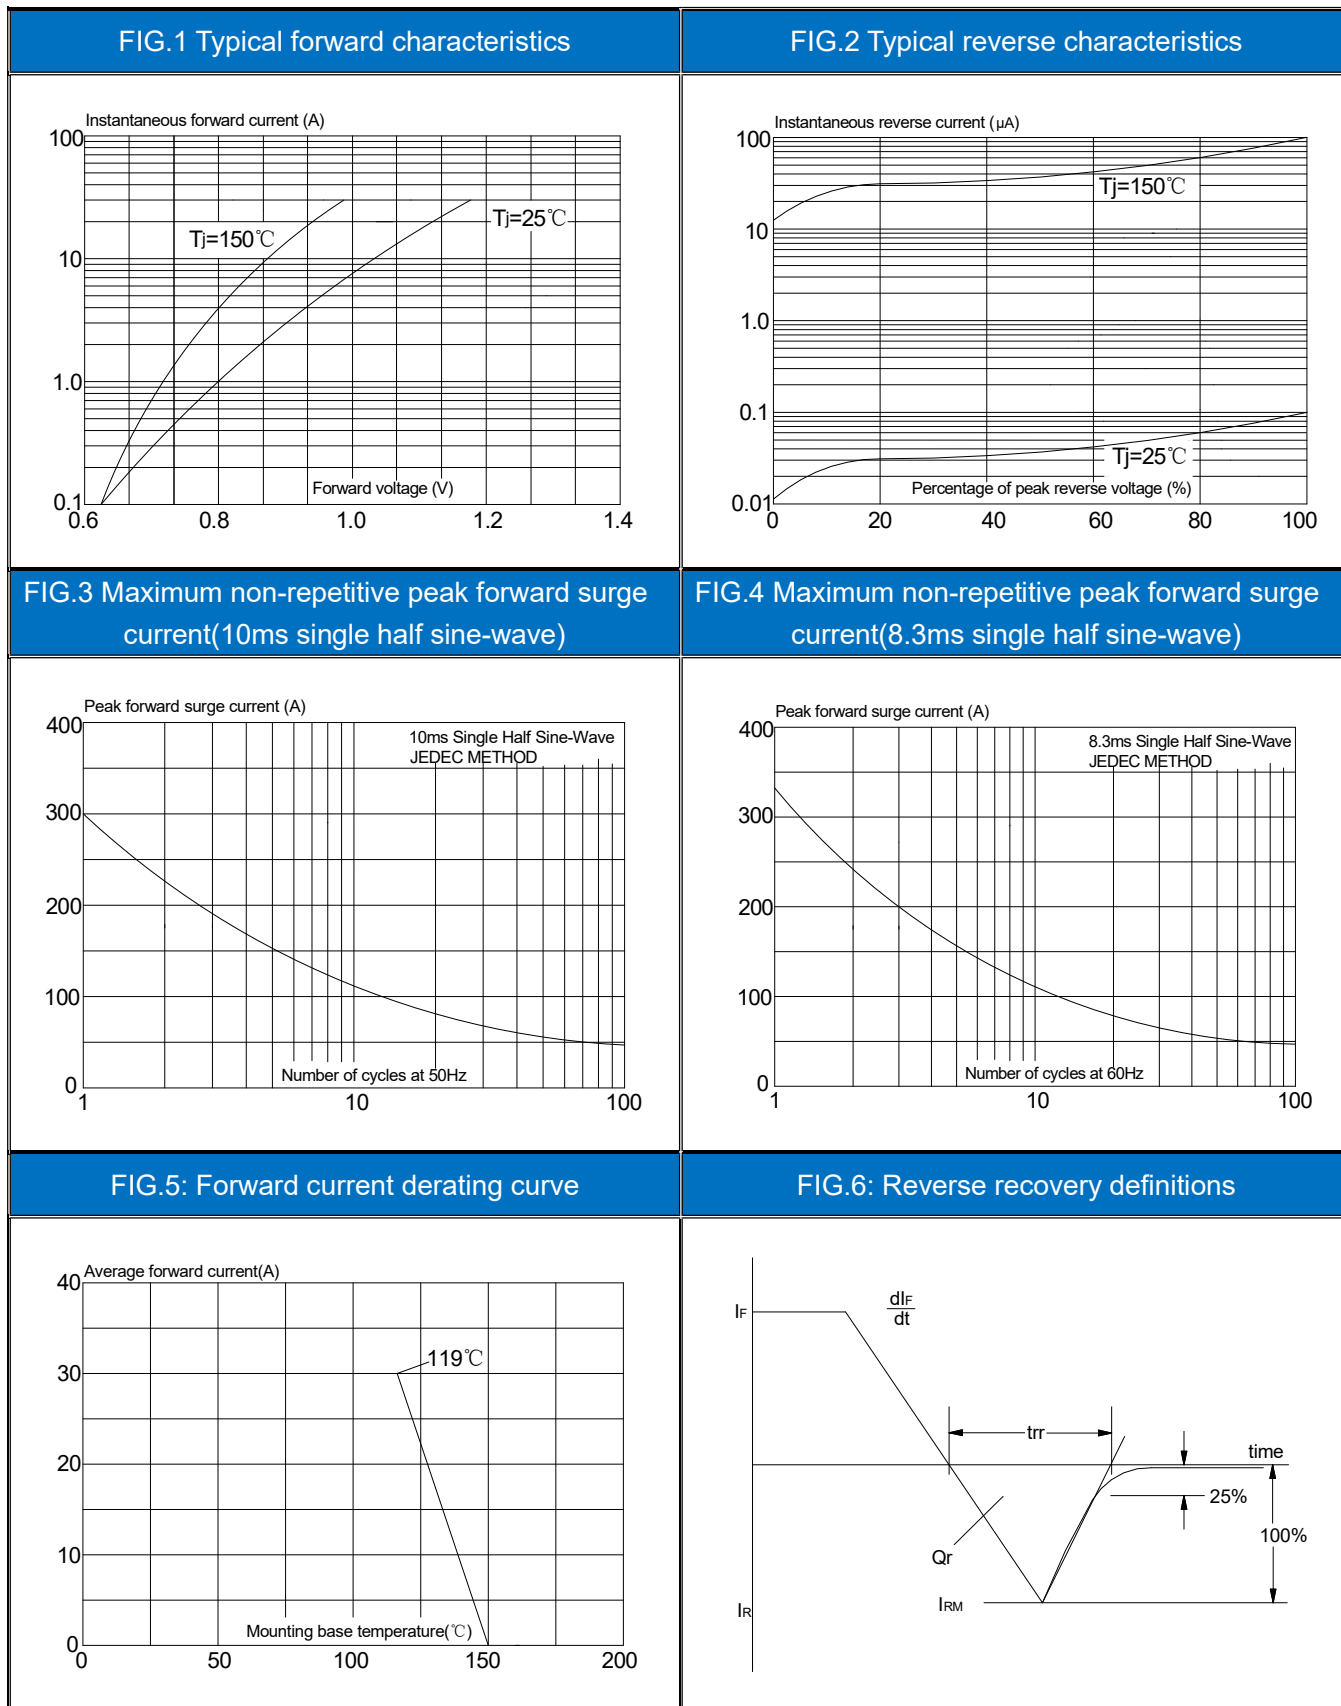 FIG.1 Typical forward characteristics
FIG.2 Typical reverse characteristics
Instantaneous forward current (A)
100
10
1.0
0.1
Tj=150℃
Tj=25℃
Forward voltage (V)
0.6
0.8
1.0
1.2
1.4
Instantaneous reverse current (μA)
100
10
1.0
0.1
0.01
Tj=150℃
Tj=25℃
Percentage of peak reverse voltage (%)
0
20
40
60
80
100
FIG.3 Maximum non-repetitive peak forward surge
current(10ms single half sine-wave)
FIG.4 Maximum non-repetitive peak forward surge
current(8.3ms single half sine-wave)
Peak forward surge current (A)
400
300
200
100
0
10ms Single Half Sine-Wave
JEDEC METHOD
Number of cycles at 50Hz
1
10
100
Peak forward surge current (A)
400
300
200
100
0
8.3ms Single Half Sine-Wave
JEDEC METHOD
Number of cycles at 60Hz
1
10
100
FIG.5: Forward current derating curve
FIG.6: Reverse recovery definitions
Average forward current(A)
40
30
20
10
0
119℃
Mounting base temperature(℃)
0
50
100
150
200
IF
dIF
dt
trr
time
25%
100%
Qr
IRM
IR